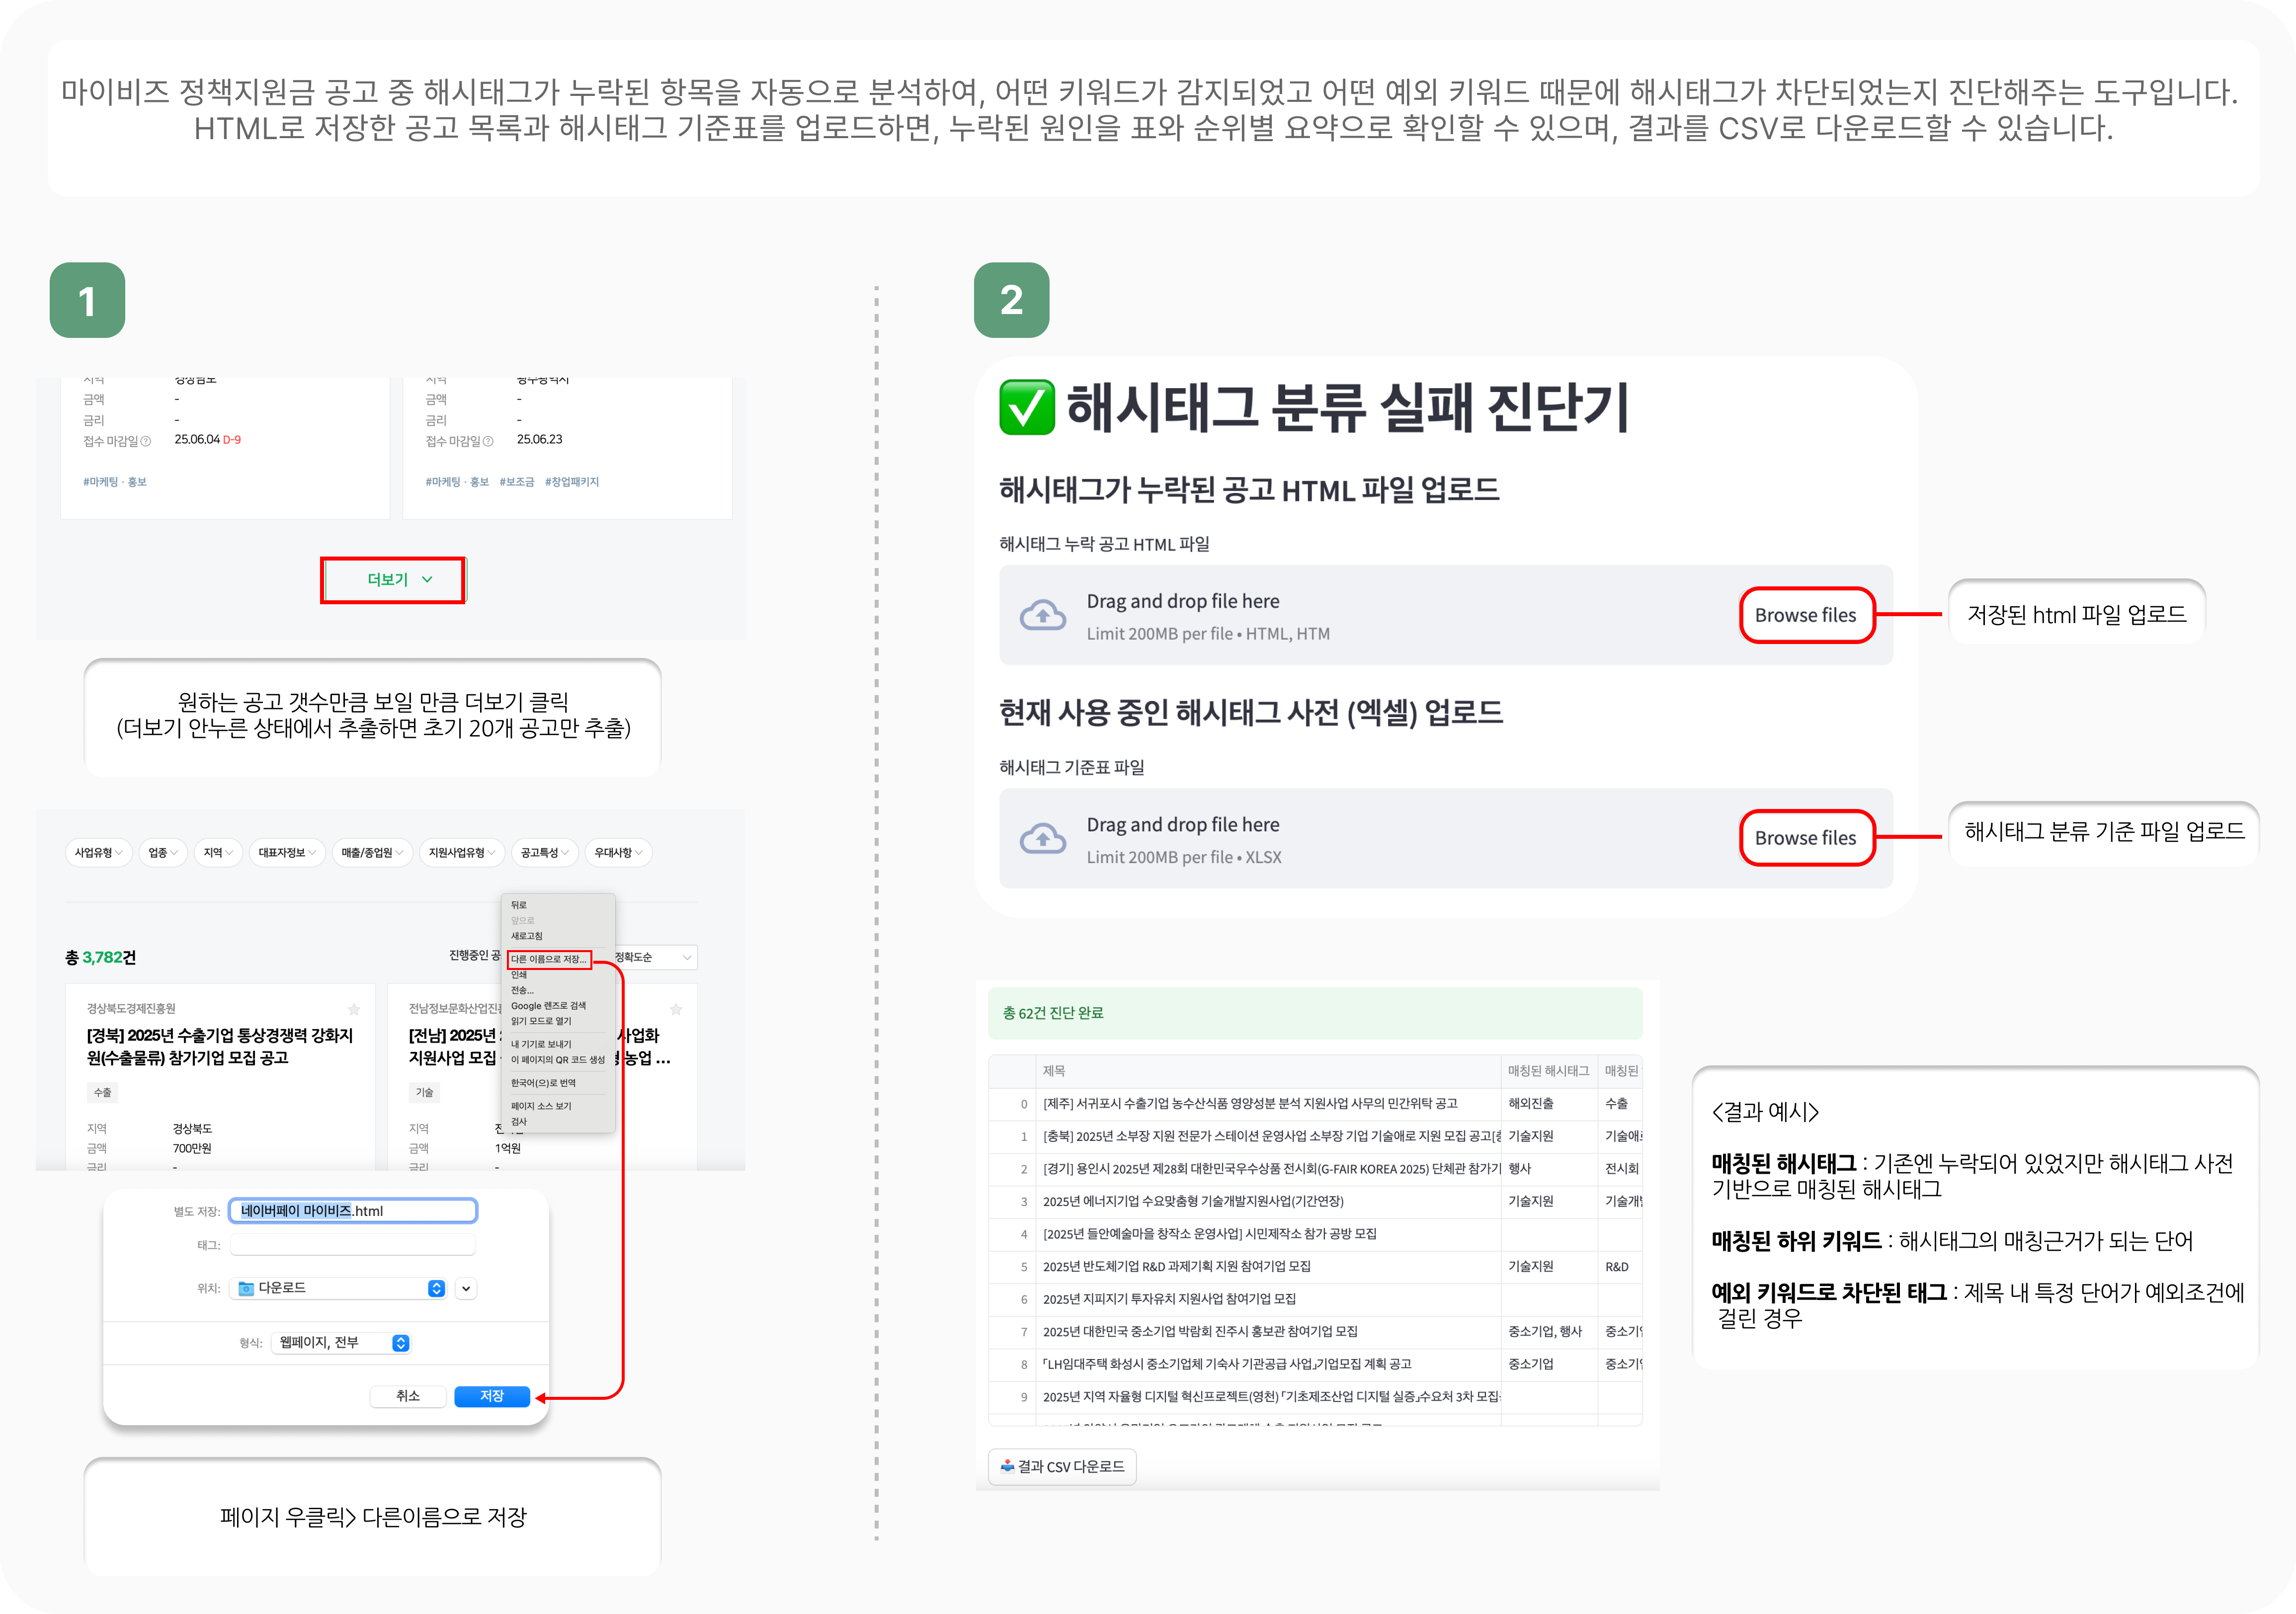 마이비즈 정책지원금 공고 중 해시태그가 누락된 항목을 자동으로 분석하여, 어떤 키워드가 감지되었고 어떤 예외 키워드 때문에 해시태그가 차단되었는지 진단해주는 도구입니다.
HTML로 저장한 공고 목록과 해시태그 기준표를 업로드하면, 누락된 원인을 표와 순위별 요약으로 확인할 수 있으며, 결과를 CSV로 다운로드할 수 있습니다.
1
지역 경상남도
금액 -
금리 -
접수 마감일 ? 25.06.04 D-9
#마케팅 · 홍보
지역 광주광역시
금액 -
금리 -
접수 마감일 ? 25.06.23
#마케팅 · 홍보 #보조금 #창업패키지
더보기
원하는 공고 갯수만큼 보일 만큼 더보기 클릭
(더보기 안누른 상태에서 추출하면 초기 20개 공고만 추출)
사업유형 업종 지역 대표자정보 매출/종업원 지원사업유형 공고특성 우대사항
총 3,782건
진행중인 공
정확도순
경상북도경제진흥원
[경북] 2025년 수출기업 통상경쟁력 강화지
원(수출물류) 참가기업 모집 공고
수출
지역 경상북도
금액 700만원
금리 -
전남정보문화산업진
[전남] 2025년 사업화
지원사업 모집 농업 ...
기술
지역
금액 1억원
금리 -
뒤로
앞으로
새로고침
다른 이름으로 저장...
인쇄
전송...
Google 렌즈로 검색
읽기 모드로 열기
내 기기로 보내기
이 페이지의 QR 코드 생성
한국어(으)로 번역
페이지 소스 보기
검사
별도 저장: 네이버페이 마이비즈.html
태그:
위치: 다운로드
형식: 웹페이지, 전부
취소 저장
페이지 우클릭> 다른이름으로 저장
2
해시태그 분류 실패 진단기
해시태그가 누락된 공고 HTML 파일 업로드
해시태그 누락 공고 HTML 파일
Drag and drop file here
Limit 200MB per file • HTML, HTM
Browse files
저장된 html 파일 업로드
현재 사용 중인 해시태그 사전 (엑셀) 업로드
해시태그 기준표 파일
Drag and drop file here
Limit 200MB per file • XLSX
Browse files
해시태그 분류 기준 파일 업로드
총 62건 진단 완료
제목 매칭된 해시태그 매칭된
0 [제주] 서귀포시 수출기업 농수산식품 영양성분 분석 지원사업 사무의 민간위탁 공고 해외진출 수출
1 [충북] 2025년 소부장 지원 전문가 스테이션 운영사업 소부장 기업 기술애로 지원 모집 공고[충 기술지원 기술애로
2 [경기] 용인시 2025년 제28회 대한민국우수상품 전시회(G-FAIR KOREA 2025) 단체관 참가기 행사 전시회
3 2025년 에너지기업 수요맞춤형 기술개발지원사업(기간연장) 기술지원 기술개발
4 [2025년 들안예술마을 창작소 운영사업] 시민제작소 참가 공방 모집
5 2025년 반도체기업 R&D 과제기획 지원 참여기업 모집 기술지원 R&D
6 2025년 지피지기 투자유치 지원사업 참여기업 모집
7 2025년 대한민국 중소기업 박람회 진주시 홍보관 참여기업 모집 중소기업, 행사 중소기업
8 「LH임대주택 화성시 중소기업체 기숙사 기관공급 사업」기업모집 계획 공고 중소기업 중소기업
9 2025년 지역 자율형 디지털 혁신프로젝트(영천) 「기초제조산업 디지털 실증」수요처 3차 모집
결과 CSV 다운로드
<결과 예시>
매칭된 해시태그 : 기존엔 누락되어 있었지만 해시태그 사전
기반으로 매칭된 해시태그
매칭된 하위 키워드 : 해시태그의 매칭근거가 되는 단어
예외 키워드로 차단된 태그 : 제목 내 특정 단어가 예외조건에
걸린 경우